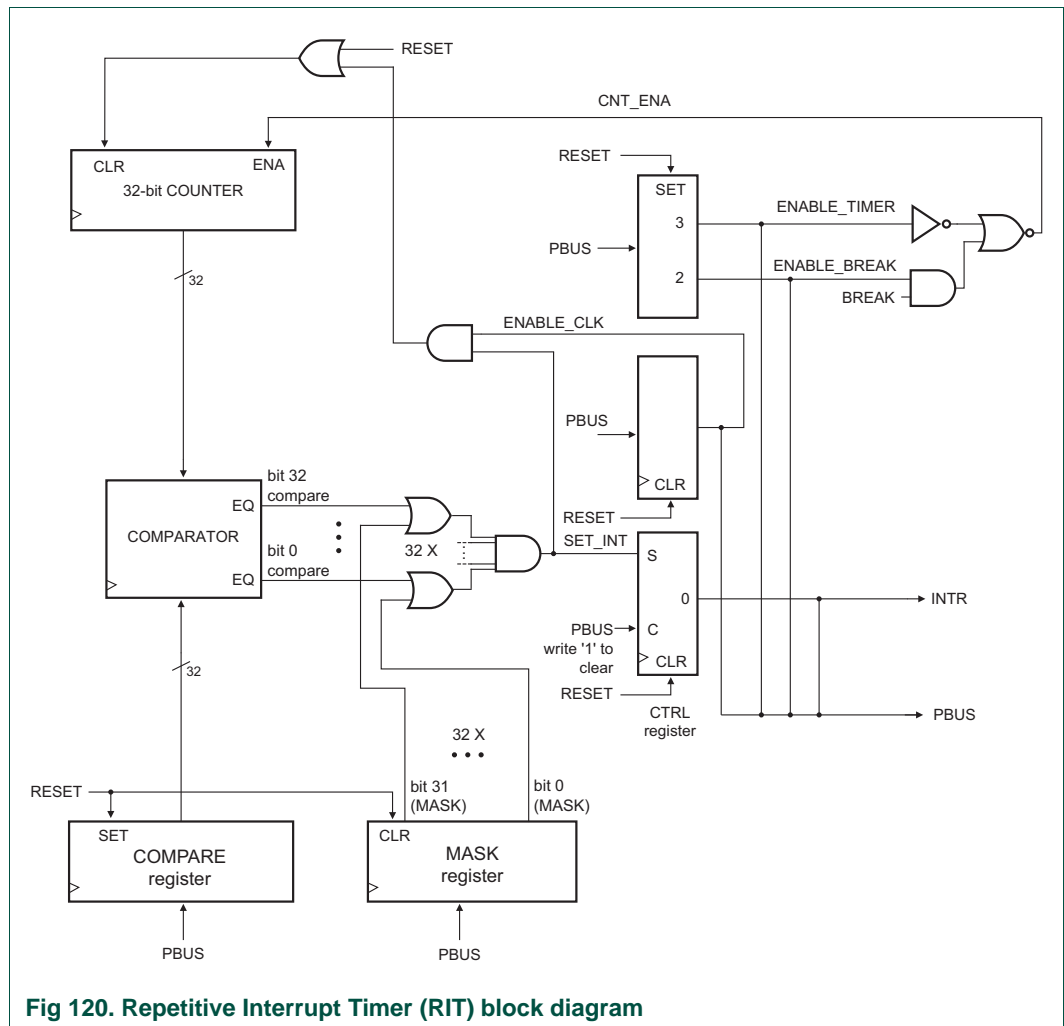 RESET
CNT_ENA
CLR
ENA
32-bit COUNTER
32
RESET
SET
3
PBUS
2
ENABLE_TIMER
ENABLE_BREAK
BREAK
ENABLE_CLK
PBUS
CLR
RESET
COMPARATOR
EQ
EQ
bit 32
compare
bit 0
compare
32 X
SET_INT
S
0
INTR
PBUS
write '1' to
clear
C
CLR
RESET
CTRL
register
PBUS
32
32 X
bit 31
(MASK)
bit 0
(MASK)
RESET
SET
COMPARE
register
CLR
MASK
register
PBUS
PBUS
Fig 120. Repetitive Interrupt Timer (RIT) block diagram